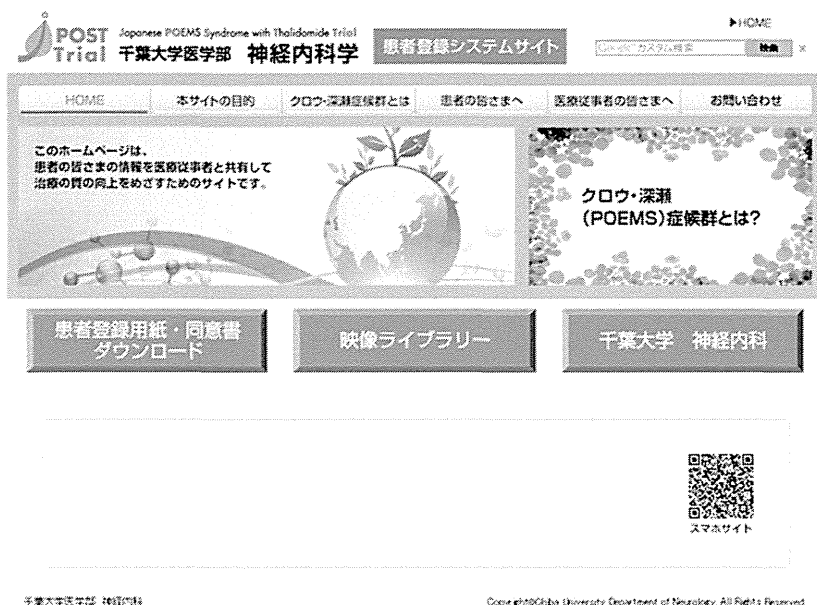 POST Trial
Japanese POEMS Syndrome with Thalidomide Trial
千葉大学医学部 神経内科学
患者登録システムサイト
▶HOME
Google カスタム検索
検索
×
HOME
本サイトの目的
クロウ・深瀬症候群とは
患者の皆さまへ
医療従事者の皆さまへ
お問い合わせ
このホームページは、
患者の皆さまの情報を医療従事者と共有して
治療の質の向上をめざすためのサイトです。
クロウ・深瀬
(POEMS)症候群とは?
患者登録用紙・同意書
ダウンロード
映像ライブラリー
千葉大学 神経内科
スマホサイト
千葉大学医学部 神経内科
Copyright©Chiba University Department of Neurology. All Rights Reserved